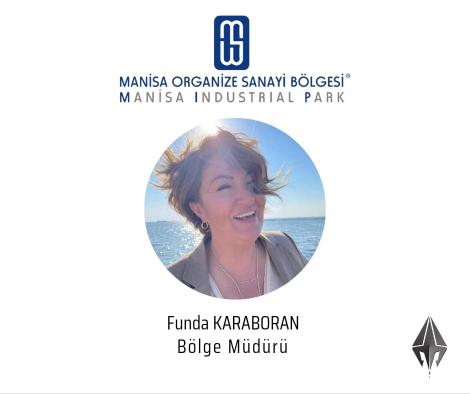 MANİSA ORGANİZE SANAYİ BÖLGESİ®
MANİSA INDUSTRIAL PARK
Funda KARABORAN
Bölge Müdürü